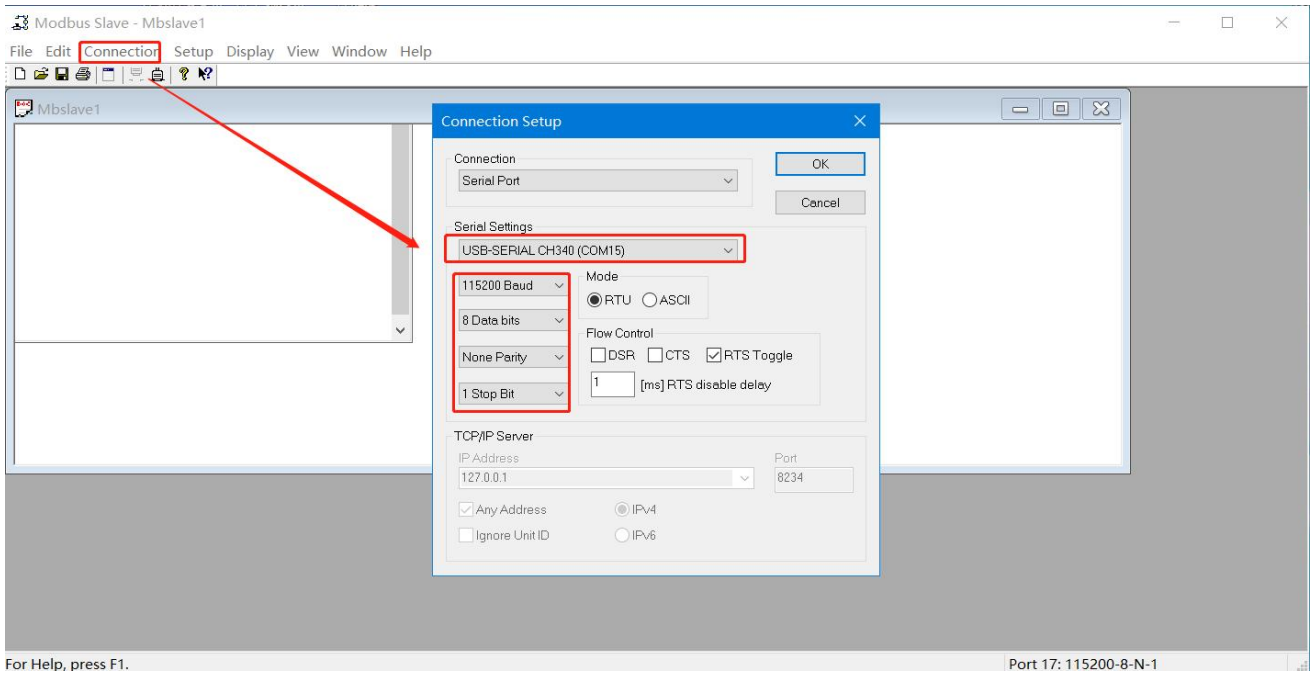 Modbus Slave - Mbslave1
File Edit Connection Setup Display View Window Help
Mbslave1
Connection Setup
Connection
Serial Port
OK
Cancel
Serial Settings
USB-SERIAL CH340 (COM15)
115200 Baud
Mode
RTU ASCII
8 Data bits
Flow Control
DSR CTS RTS Toggle
None Parity
1 [ms] RTS disable delay
1 Stop Bit
TCP/IP Server
IP Address Port
127.0.0.1 8234
Any Address IPv4
Ignore Unit ID IPv6
For Help, press F1. Port 17: 115200-8-N-1